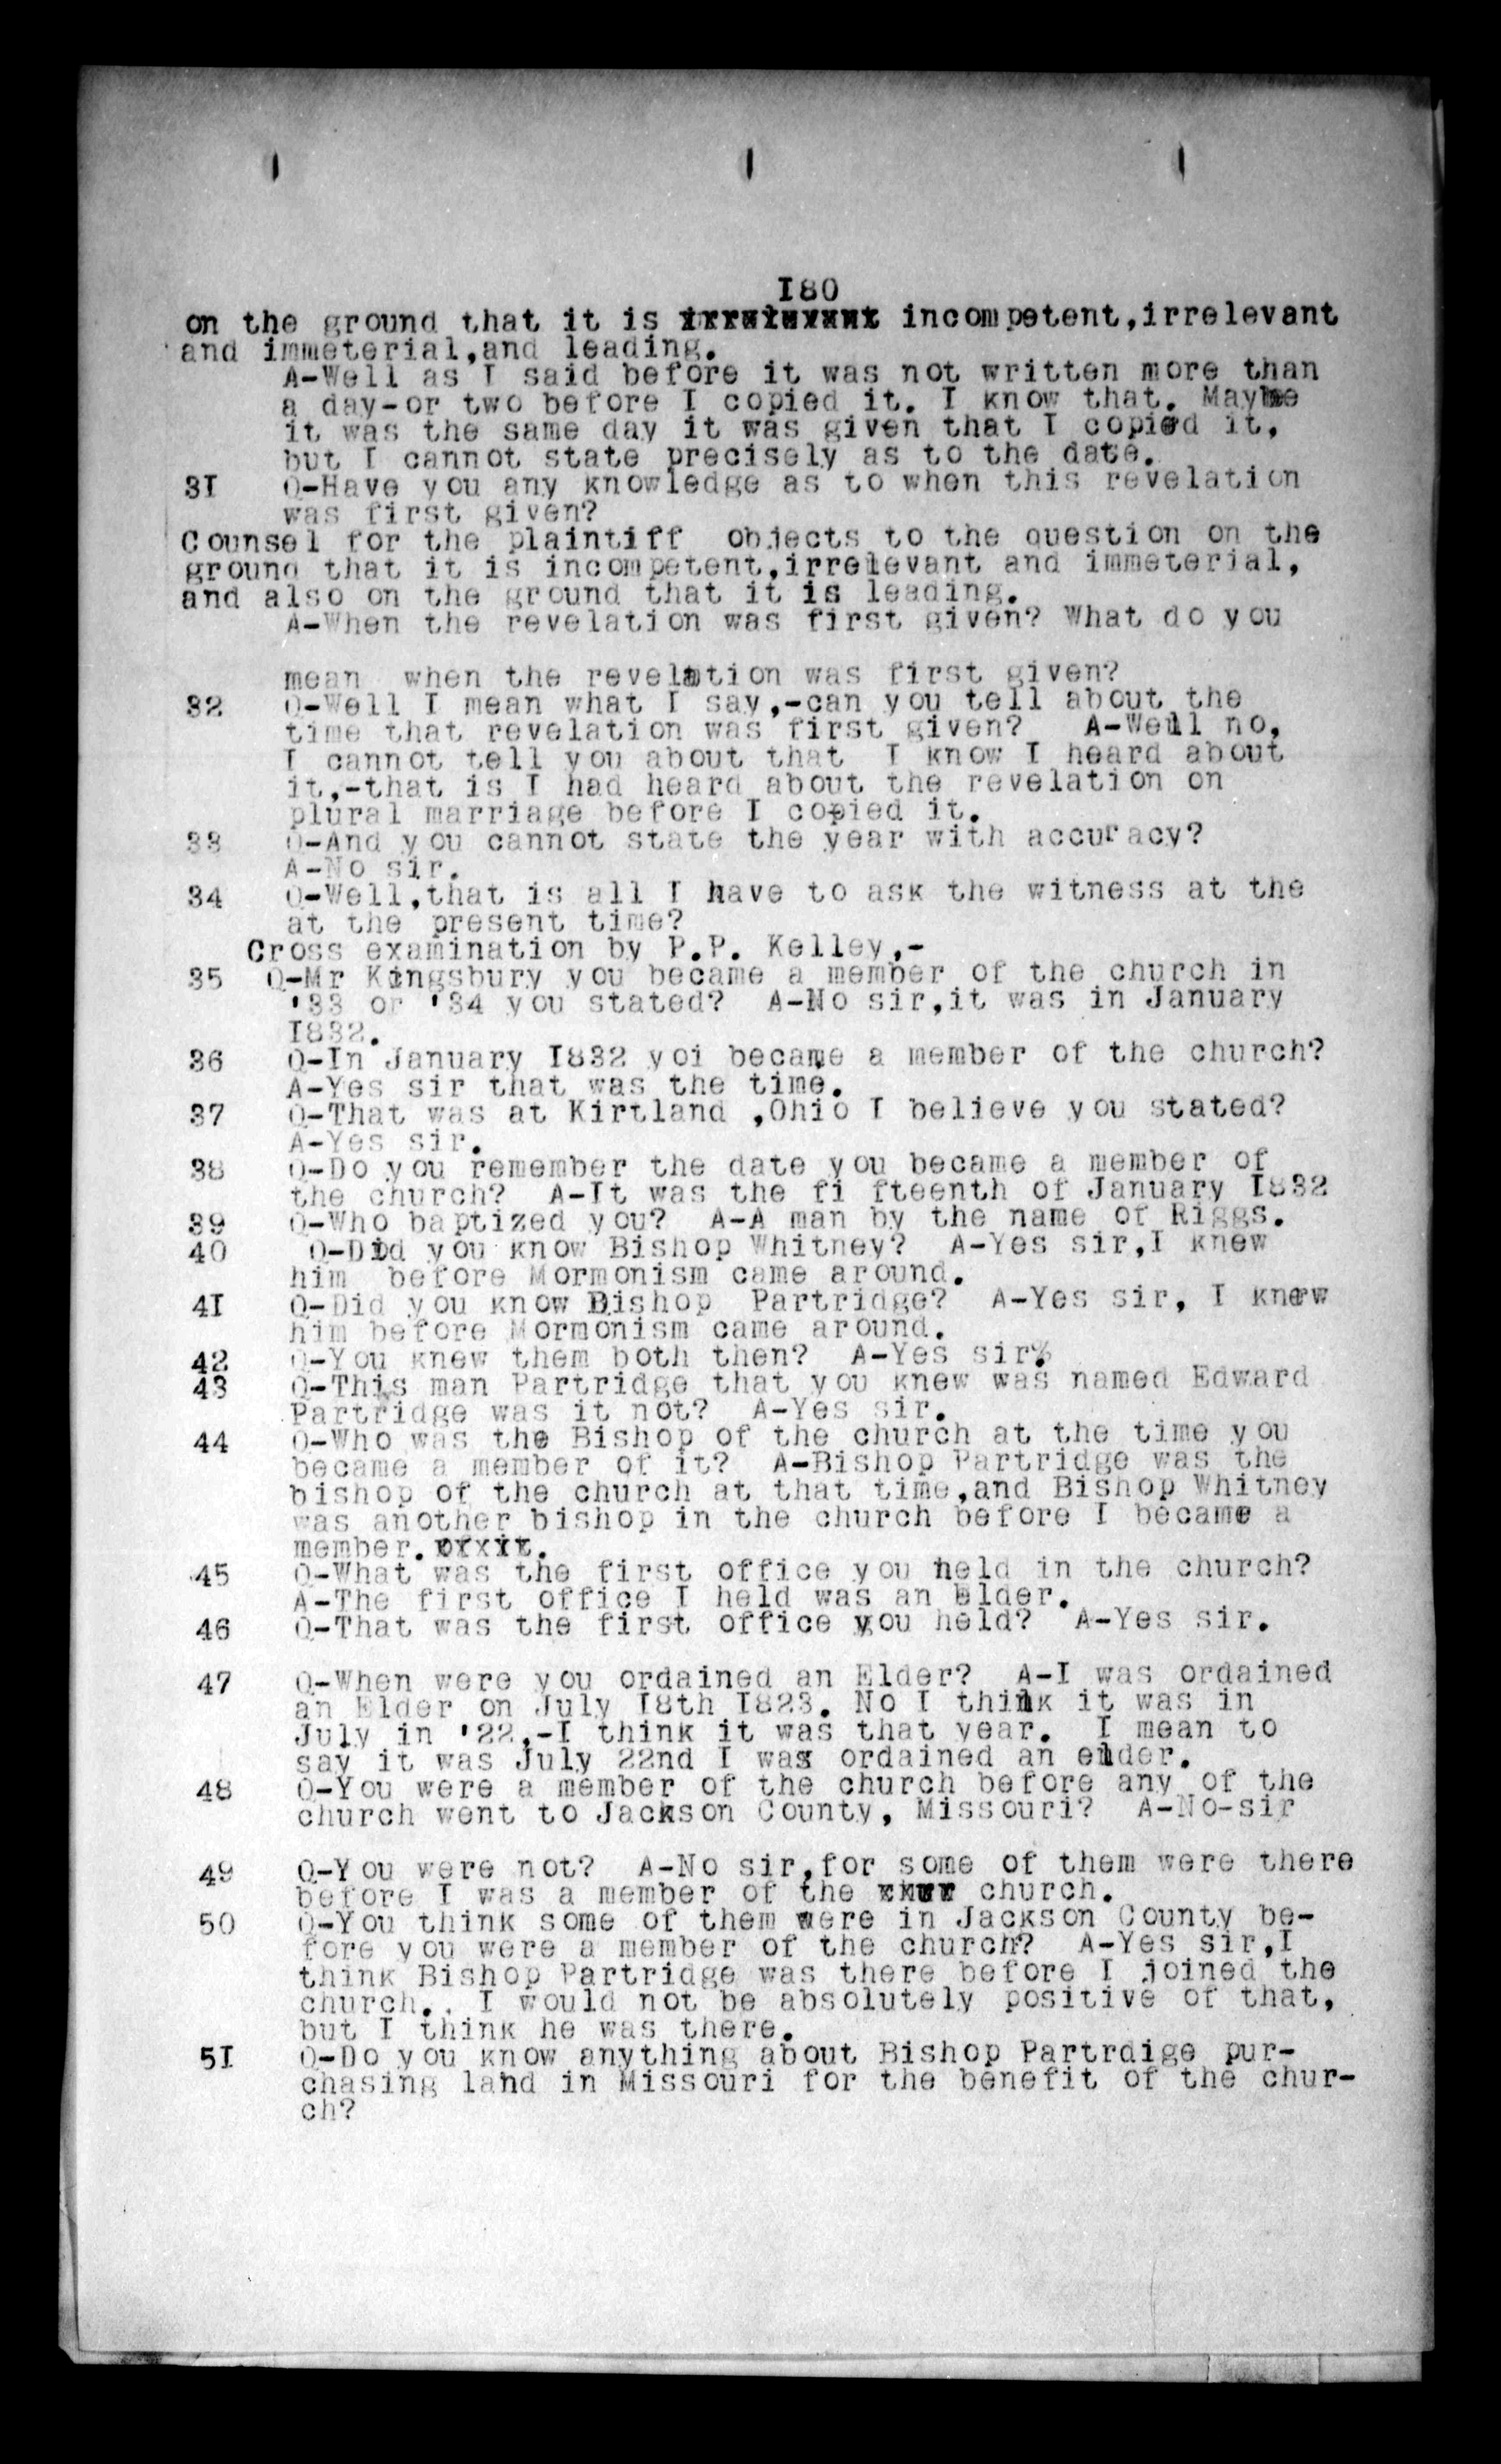 I80
on the ground that it is incompetent,irrelevant
and immeterial,and leading.
A-Well as I said before it was not written more than
a day-or two before I copied it. I know that. Maybe
it was the same day it was given that I copied it,
but I cannot state precisely as to the date.
3I Q-Have you any knowledge as to when this revelation
was first given?
Counsel for the plaintiff objects to the question on the
ground that it is incompetent,irrelevant and immeterial,
and also on the ground that it is leading.
A-When the revelation was first given? What do you
mean when the revelation was first given?
32 Q-Well I mean what I say,-can you tell about the
time that revelation was first given? A-Well no,
I cannot tell you about that I know I heard about
it,-that is I had heard about the revelation on
plural marriage before I copied it.
33 Q-And you cannot state the year with accuracy?
A-No sir.
34 Q-Well,that is all I have to ask the witness at the
at the present time?
Cross examination by P.P. Kelley,-
35 Q-Mr Kingsbury you became a member of the church in
'33 or '34 you stated? A-No sir,it was in January
I832.
36 Q-In January I832 yoi became a member of the church?
A-Yes sir that was the time.
37 Q-That was at Kirtland ,Ohio I believe you stated?
A-Yes sir.
38 Q-Do you remember the date you became a member of
the church? A-It was the fi fteenth of January I832
39 Q-Who baptized you? A-A man by the name of Riggs.
40 Q-Did you know Bishop Whitney? A-Yes sir,I knew
him before Mormonism came around.
4I Q-Did you know Bishop Partridge? A-Yes sir, I knew
him before Mormonism came around.
42 Q-You knew them both then? A-Yes sir%
43 Q-This man Partridge that you knew was named Edward
Partridge was it not? A-Yes sir.
44 Q-Who was the Bishop of the church at the time you
became a member of it? A-Bishop Partridge was the
bishop of the church at that time,and Bishop Whitney
was another bishop in the church before I became a
member.
45 Q-What was the first office you held in the church?
A-The first office I held was an Elder.
46 Q-That was the first office you held? A-Yes sir.
47 Q-When were you ordained an Elder? A-I was ordained
an Elder on July I8th I823. No I think it was in
July in '22,-I think it was that year. I mean to
say it was July 22nd I was ordained an elder.
48 Q-You were a member of the church before any of the
church went to Jackson County, Missouri? A-No-sir
49 Q-You were not? A-No sir,for some of them were there
before I was a member of the church.
50 Q-You think some of them were in Jackson County be-
fore you were a member of the church? A-Yes sir,I
think Bishop Partridge was there before I joined the
church.. I would not be absolutely positive of that,
but I think he was there.
5I Q-Do you know anything about Bishop Partrdige pur-
chasing land in Missouri for the benefit of the chur-
ch?